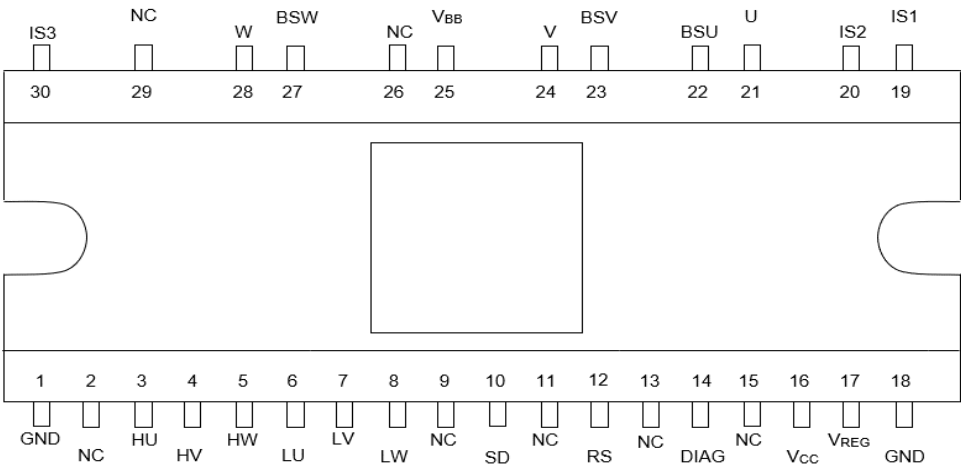 NC BSW VBB BSV U IS1
IS3 W NC V BSU IS2
30 29 28 27 26 25 24 23 22 21 20 19
1 2 3 4 5 6 7 8 9 10 11 12 13 14 15 16 17 18
GND HU HW LV NC NC RS NC NC VREG
NC HV LU LW SD DIAG VCC GND